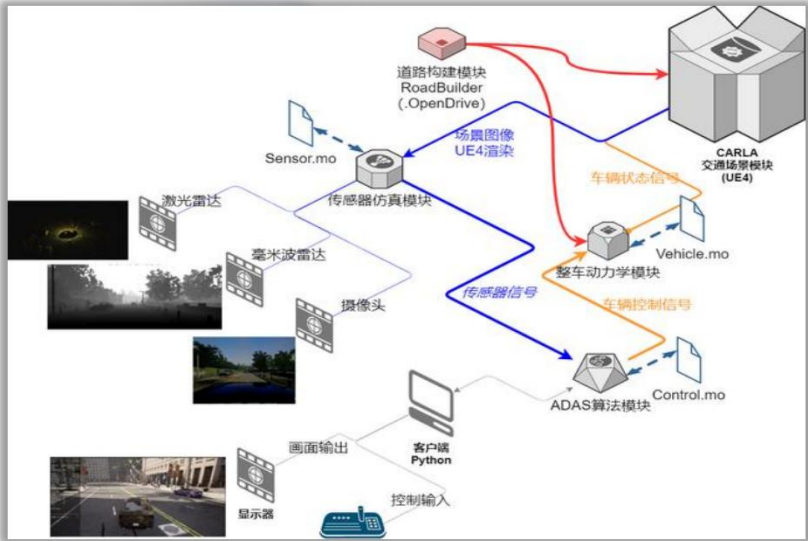 道路构建模块
RoadBuilder
(.OpenDrive)
CARLA
交通场景模块
(UE4)
场景图像
UE4渲染
Sensor.mo
传感器仿真模块
车辆状态信号
激光雷达
Vehicle.mo
整车动力学模块
毫米波雷达
传感器信号
车辆控制信号
摄像头
Control.mo
ADAS算法模块
客户端
Python
画面输出
显示器
控制输入